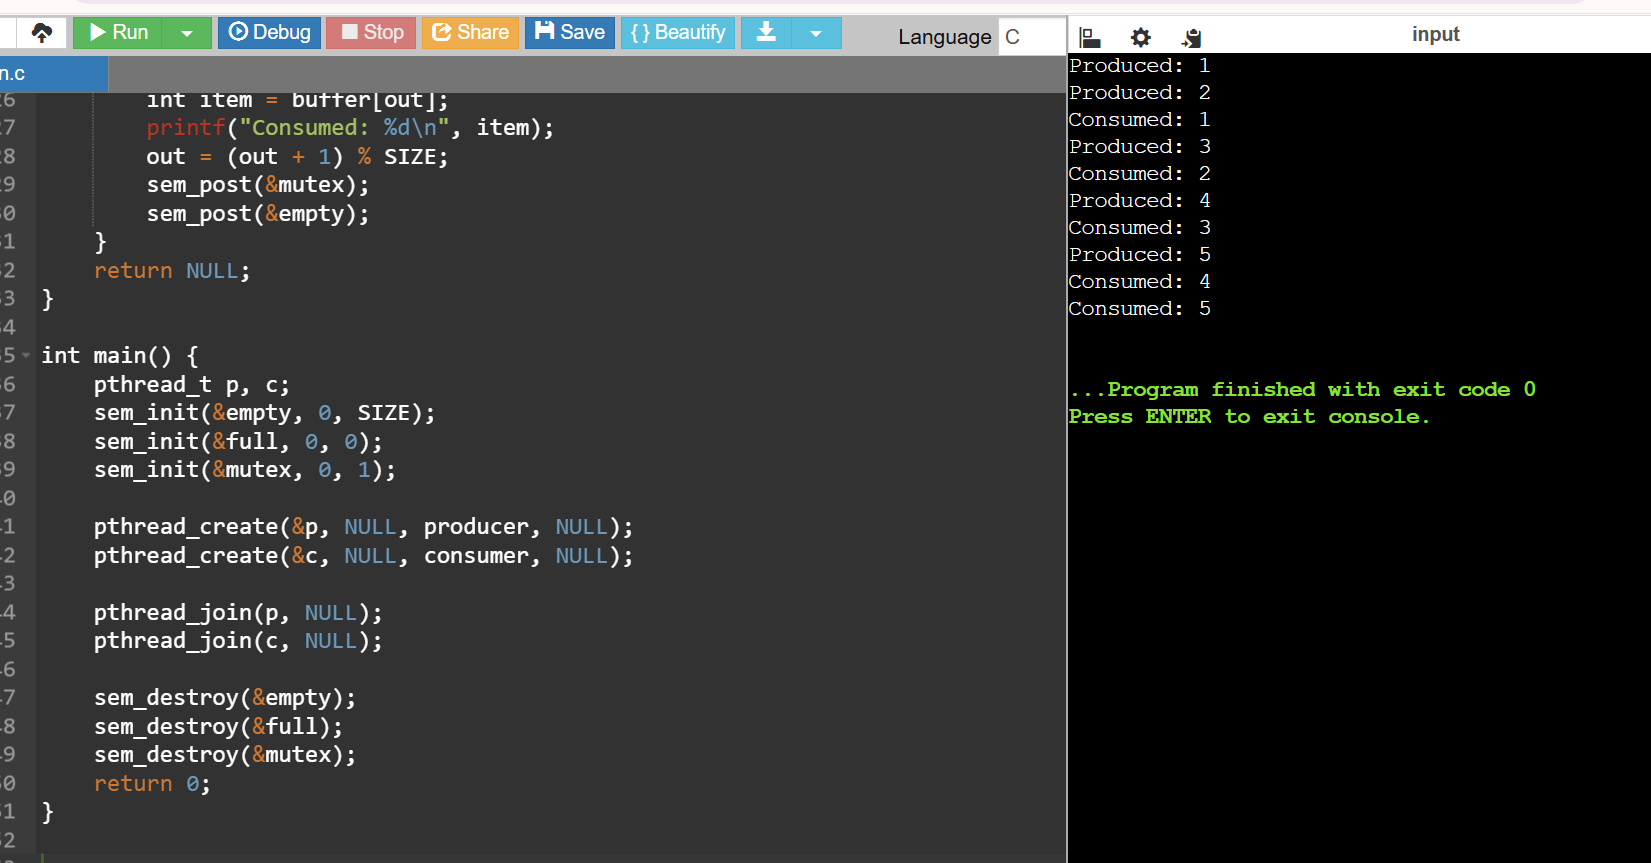 Run
Debug
Stop
Share
Save
{ } Beautify
Language C
input
n.c
6 int item = buffer[out];
7 printf("Consumed: %d\n", item);
8 out = (out + 1) % SIZE;
9 sem_post(&mutex);
0 sem_post(&empty);
1 }
2 return NULL;
3 }
4
5 int main() {
6 pthread_t p, c;
7 sem_init(&empty, 0, SIZE);
8 sem_init(&full, 0, 0);
9 sem_init(&mutex, 0, 1);
0
1 pthread_create(&p, NULL, producer, NULL);
2 pthread_create(&c, NULL, consumer, NULL);
3
4 pthread_join(p, NULL);
5 pthread_join(c, NULL);
6
7 sem_destroy(&empty);
8 sem_destroy(&full);
9 sem_destroy(&mutex);
0 return 0;
1 }
2
Produced: 1
Produced: 2
Consumed: 1
Produced: 3
Consumed: 2
Produced: 4
Consumed: 3
Produced: 5
Consumed: 4
Consumed: 5
...Program finished with exit code 0
Press ENTER to exit console.